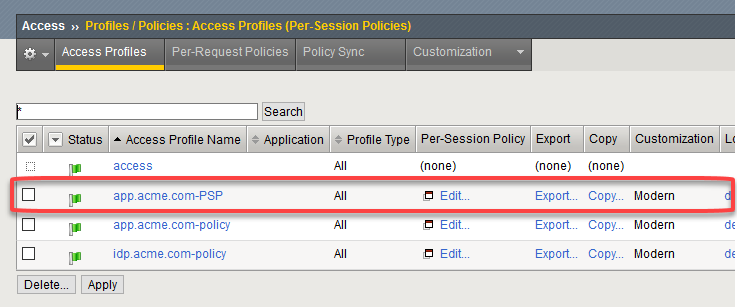 Access ›› Profiles / Policies : Access Profiles (Per-Session Policies)
Access Profiles Per-Request Policies Policy Sync Customization
* Search
Status Access Profile Name Application Profile Type Per-Session Policy Export Copy Customization Lo
access All (none) (none) (none)
app.acme.com-PSP All Edit... Export... Copy... Modern d
app.acme.com-policy All Edit... Export... Copy... Modern de
idp.acme.com-policy All Edit... Export... Copy... Modern de
Delete... Apply